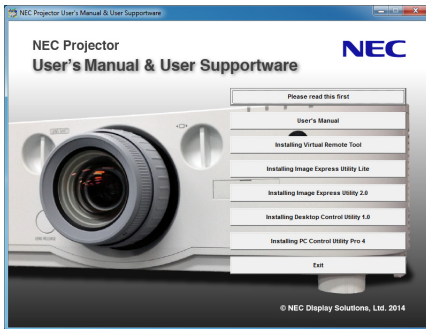 NEC Projector User's Manual & User Supportware
NEC Projector
NEC
User's Manual & User Supportware
Please read this first
User's Manual
Installing Virtual Remote Tool
Installing Image Express Utility Lite
Installing Image Express Utility 2.0
Installing Desktop Control Utility 1.0
Installing PC Control Utility Pro 4
Exit
© NEC Display Solutions, Ltd. 2014